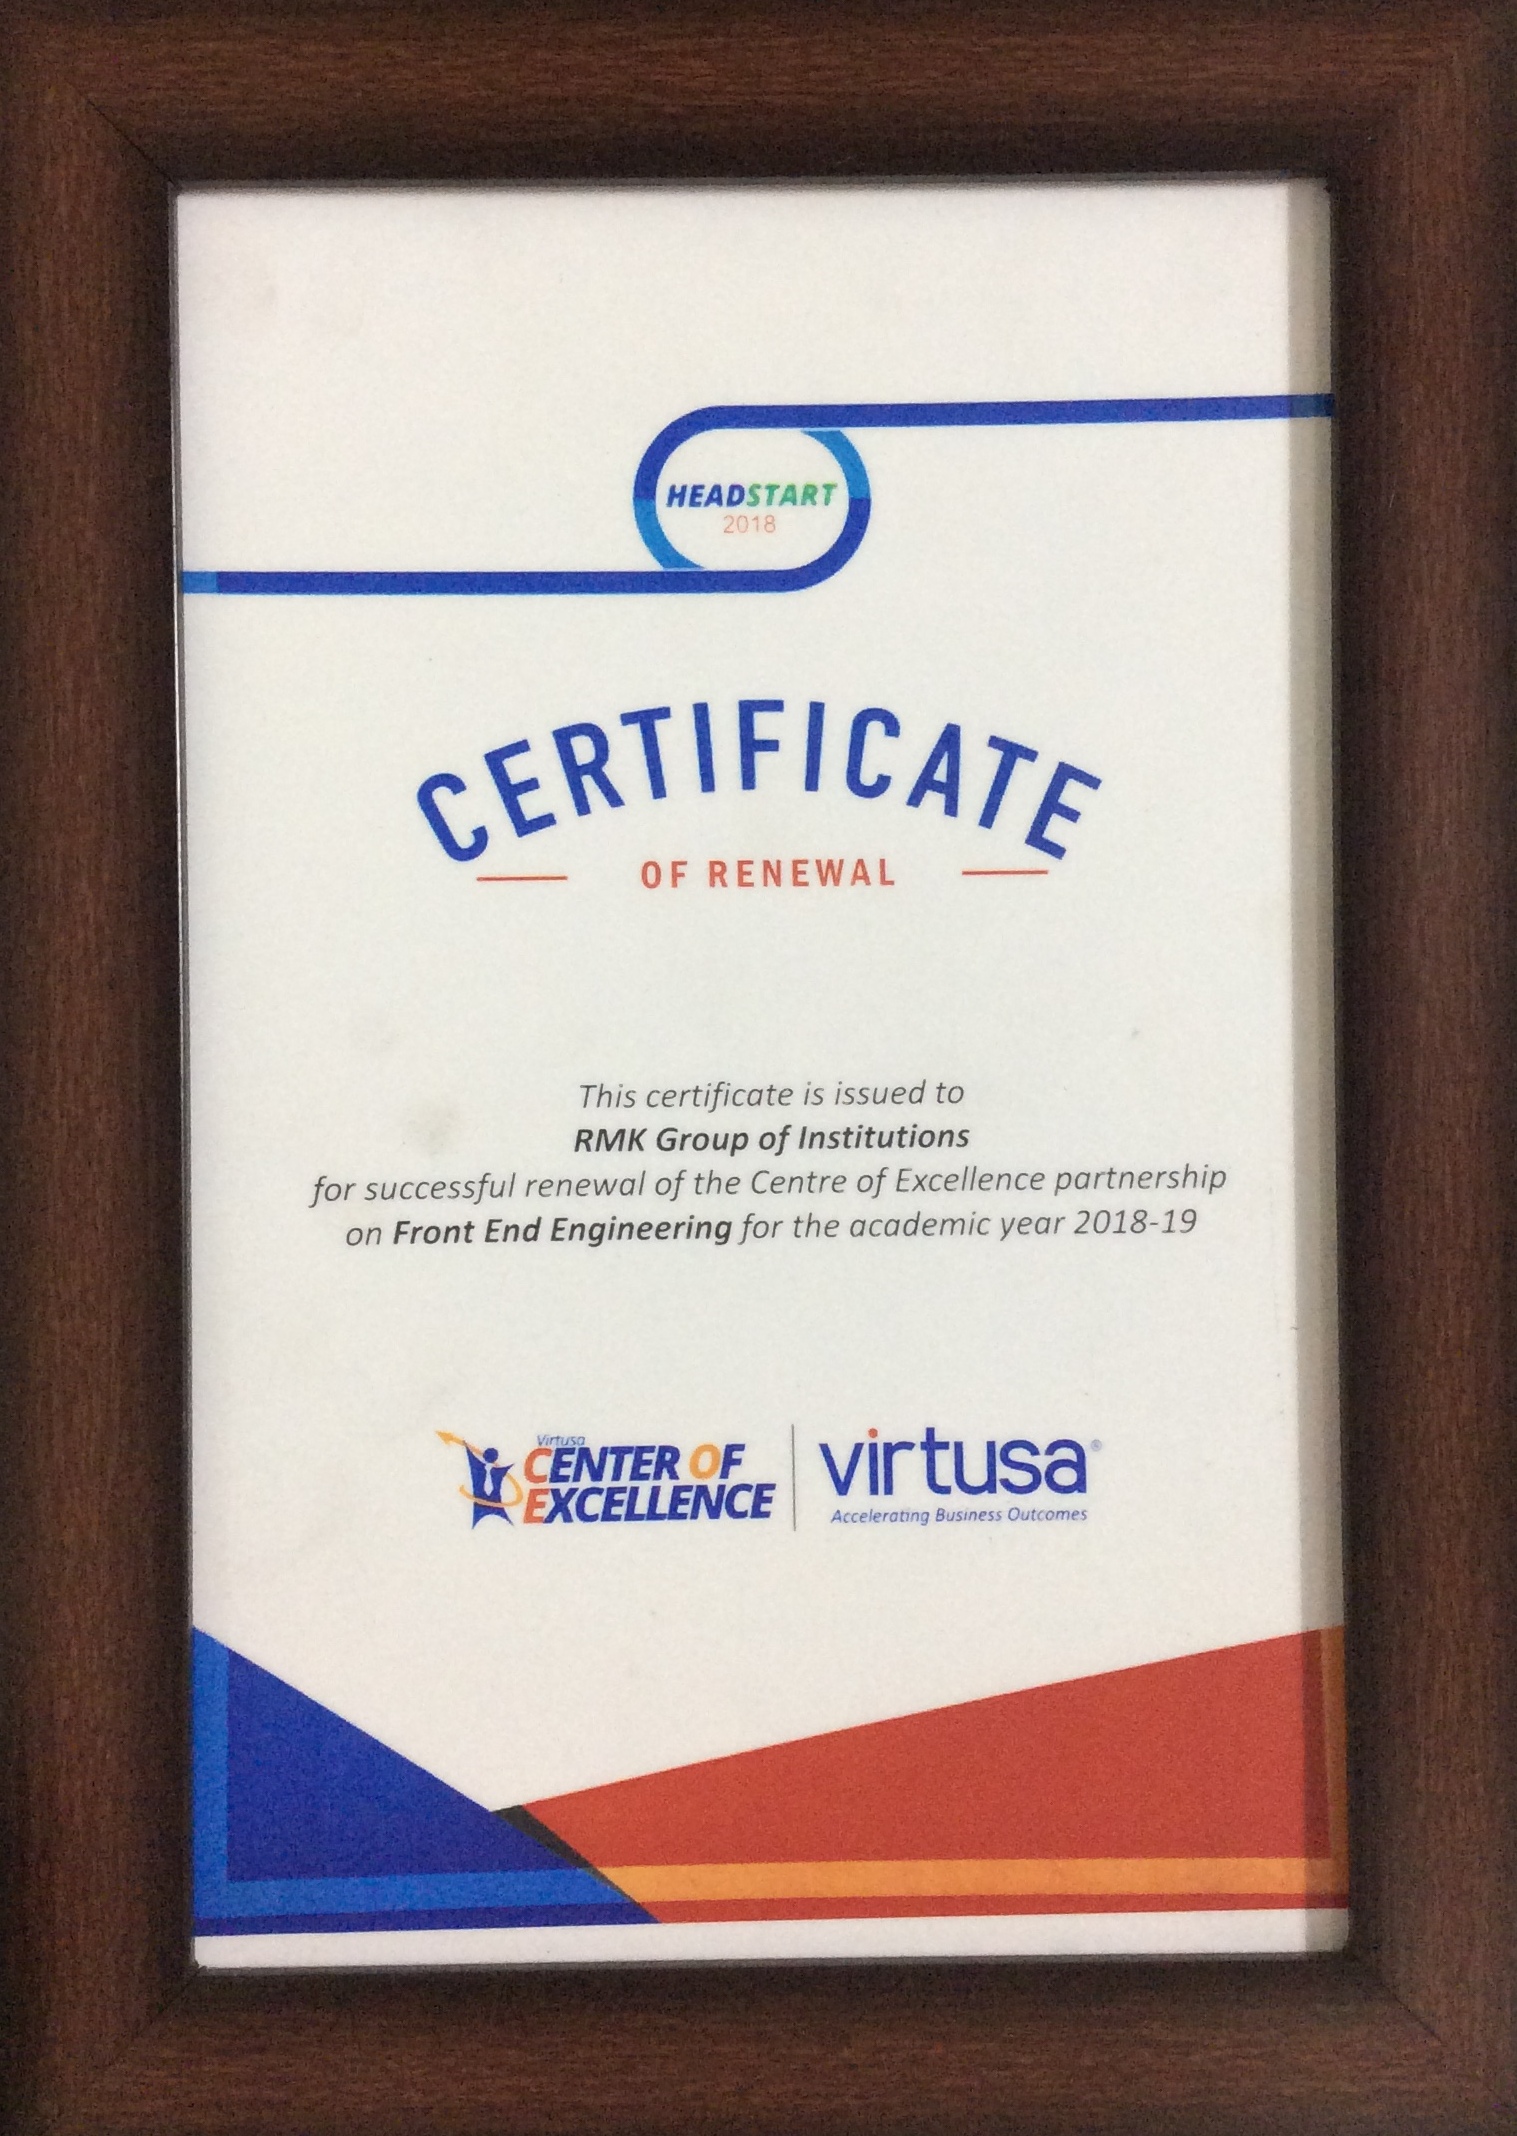 HEADSTART
2018
CERTIFICATE
OF RENEWAL
This certificate is issued to
RMK Group of Institutions
for successful renewal of the Centre of Excellence partnership
on Front End Engineering for the academic year 2018-19
Virtusa
CENTER OF
EXCELLENCE
virtusa®
Accelerating Business Outcomes